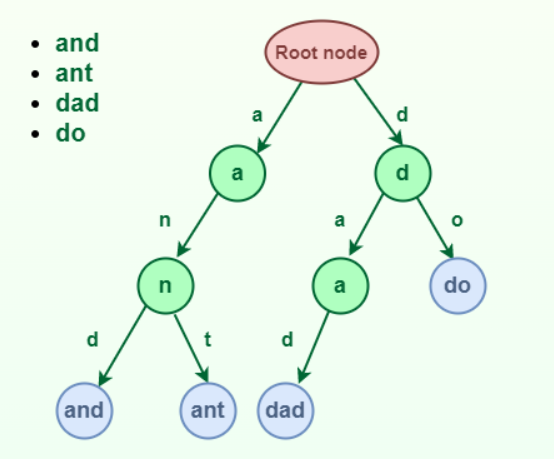 and
ant
dad
do
Root node
a d
a d
n a o
n a do
d t d
and ant dad